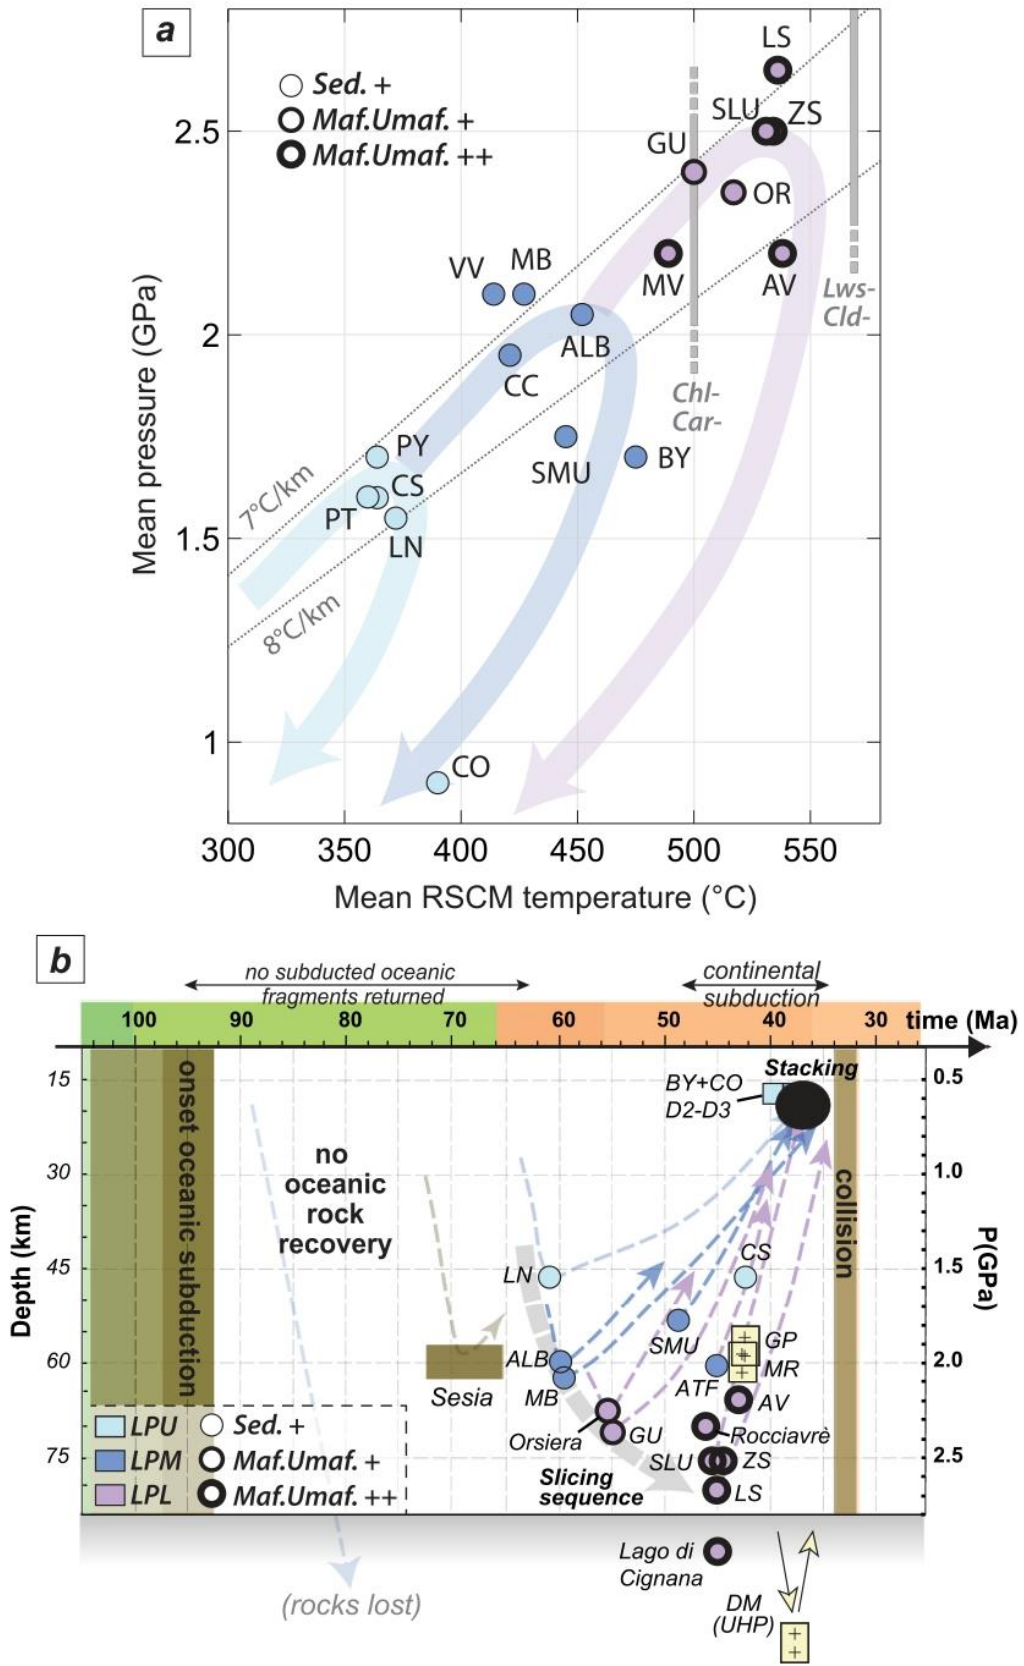 a
LS
Sed. +
Maf.Umaf. +
Maf.Umaf. ++
SLU ZS
2.5
GU
OR
VV MB
MV AV
Lws-
Cld-
2
ALB
CC
Chl-
Car-
PY
SMU BY
CS
PT
LN
7°C/km
1.5
8°C/km
Mean pressure (GPa)
1
CO
300 350 400 450 500 550
Mean RSCM temperature (°C)
b
no subducted oceanic
fragments returned
continental
subduction
100 90 80 70 60 50 40 30 time (Ma)
Stacking
15 0.5
BY+CO
D2-D3
onset oceanic subduction
no
oceanic
rock
recovery
30 1.0
collision
Depth (km)
P(GPa)
CS
45 LN 1.5
SMU GP
60 ALB 2.0
MR
Sesia MB ATF AV
LPU Sed. +
Orsiera GU Rocciavrè
LPM Maf.Umaf. +
75 SLU ZS 2.5
Slicing
sequence
LPL Maf.Umaf. ++
LS
Lago di
Cignana
(rocks lost)
DM
(UHP)